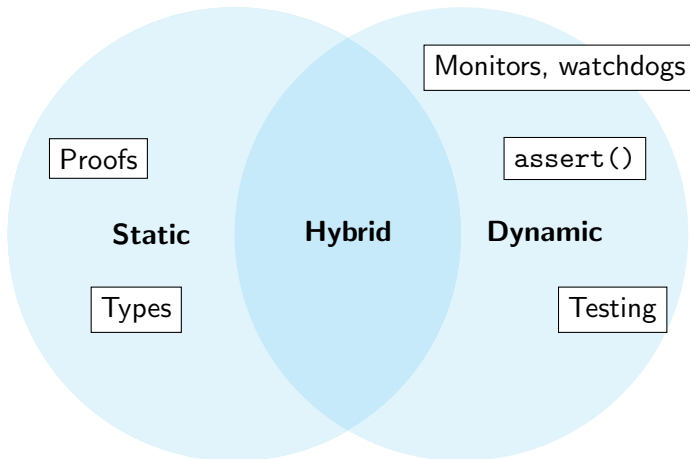 Monitors, watchdogs
Proofs
assert()
Static
Hybrid
Dynamic
Types
Testing